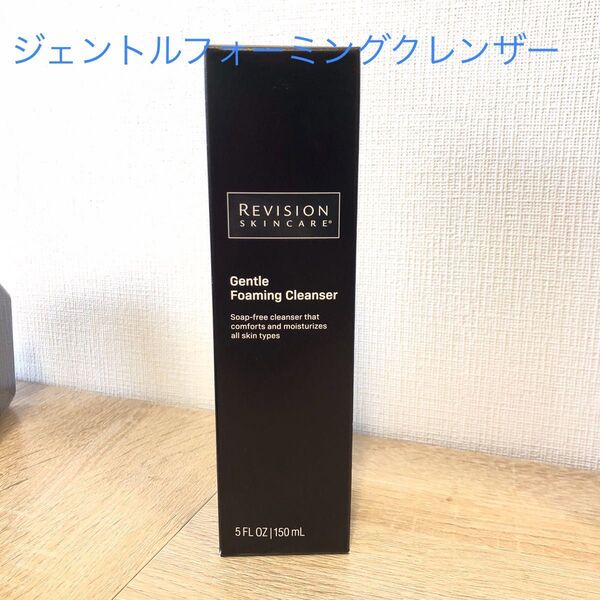 ジェントルフォーミングクレンザー
REVISION
SKINCARE®
Gentle
Foaming Cleanser
Soap-free cleanser that
comforts and moisturizes
all skin types
5 FL OZ | 150 mL